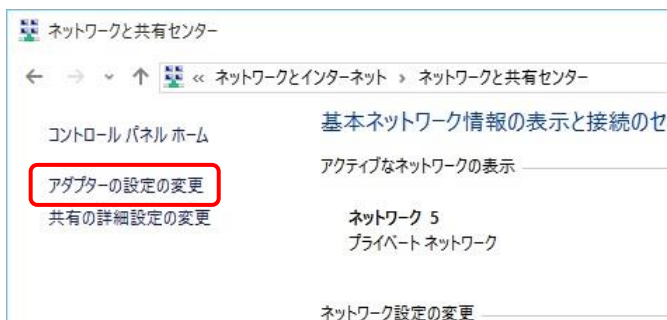 ネットワークと共有センター
← → ↑ « ネットワークとインターネット › ネットワークと共有センター
コントロール パネル ホーム
アダプターの設定の変更
共有の詳細設定の変更
基本ネットワーク情報の表示と接続のセ
アクティブなネットワークの表示
ネットワーク 5
プライベート ネットワーク
ネットワーク設定の変更